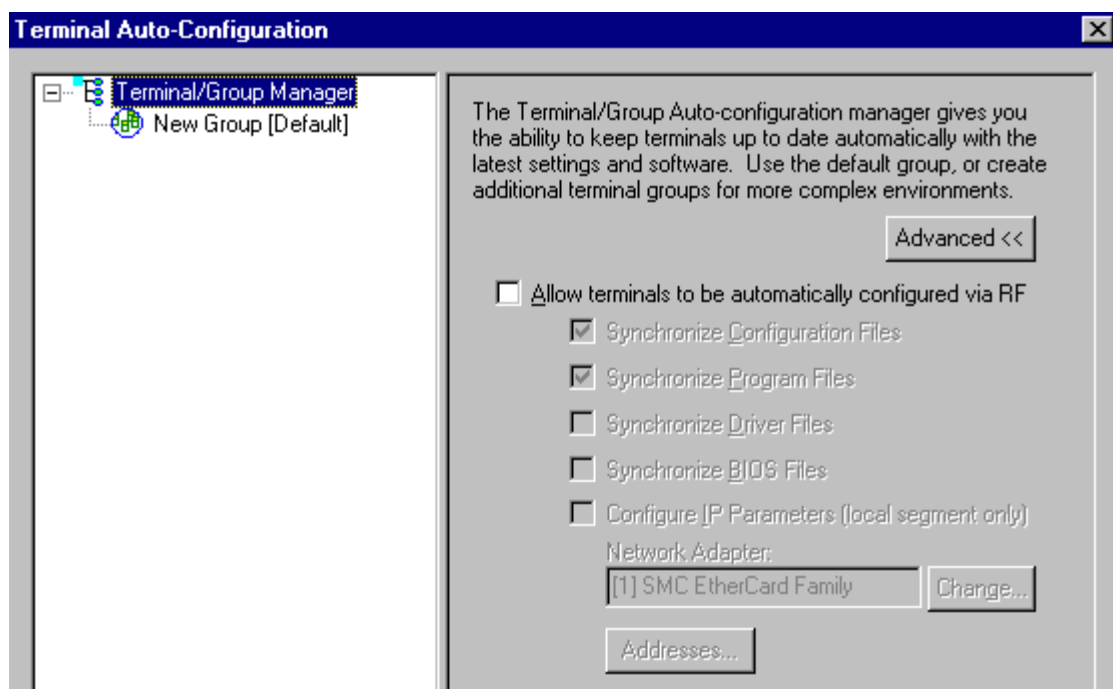 Terminal Auto-Configuration
Terminal/Group Manager
New Group [Default]
The Terminal/Group Auto-configuration manager gives you
the ability to keep terminals up to date automatically with the
latest settings and software. Use the default group, or create
additional terminal groups for more complex environments.
Advanced <<
Allow terminals to be automatically configured via RF
Synchronize Configuration Files
Synchronize Program Files
Synchronize Driver Files
Synchronize BIOS Files
Configure IP Parameters (local segment only)
Network Adapter:
[1] SMC EtherCard Family
Change...
Addresses...